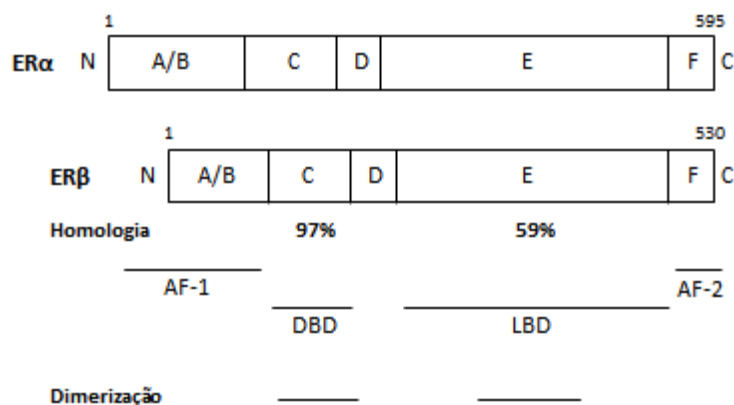 1 595
ERα N A/B C D E F C
1 530
ERβ N A/B C D E F C
Homologia 97% 59%
AF-1 AF-2
DBD LBD
Dimerização